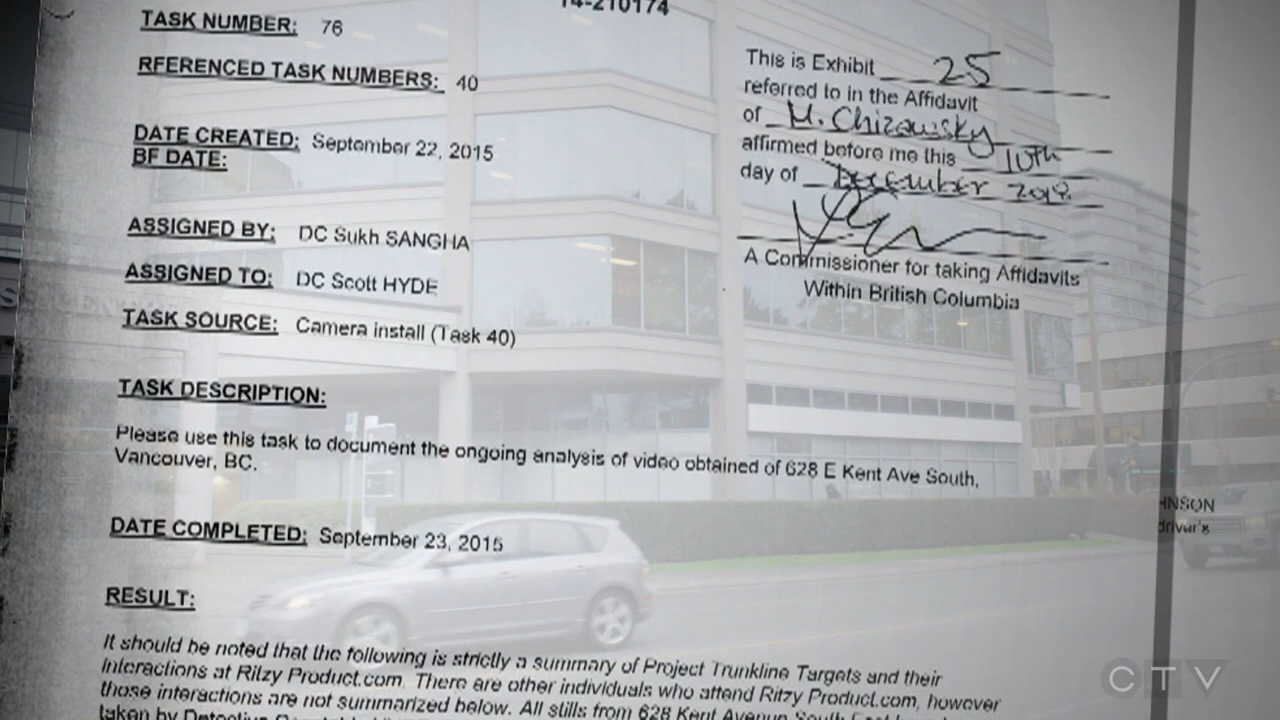 14-210174
TASK NUMBER: 76
RFERENCED TASK NUMBERS: 40
DATE CREATED: September 22, 2015
BF DATE:
ASSIGNED BY: DC Sukh SANGHA
ASSIGNED TO: DC Scott HYDE
TASK SOURCE: Camera install (Task 40)
TASK DESCRIPTION:
Please use this task to document the ongoing analysis of video obtained of 628 E Kent Ave South,
Vancouver, BC.
DATE COMPLETED: September 23, 2015
RESULT:
It should be noted that the following is strictly a summary of Project Trunkline Targets and their
interactions at Ritzy Product.com. There are other individuals who attend Ritzy Product.com, however
those interactions are not summarized below. All stills from 628 Kent Avenue South East
taken by Detective
This is Exhibit 25
referred to in the Affidavit
of M. Chizawsky
affirmed before me this 10th
day of December 2019.
A Commissioner for taking Affidavits
Within British Columbia
HNSON
driver's
CTV